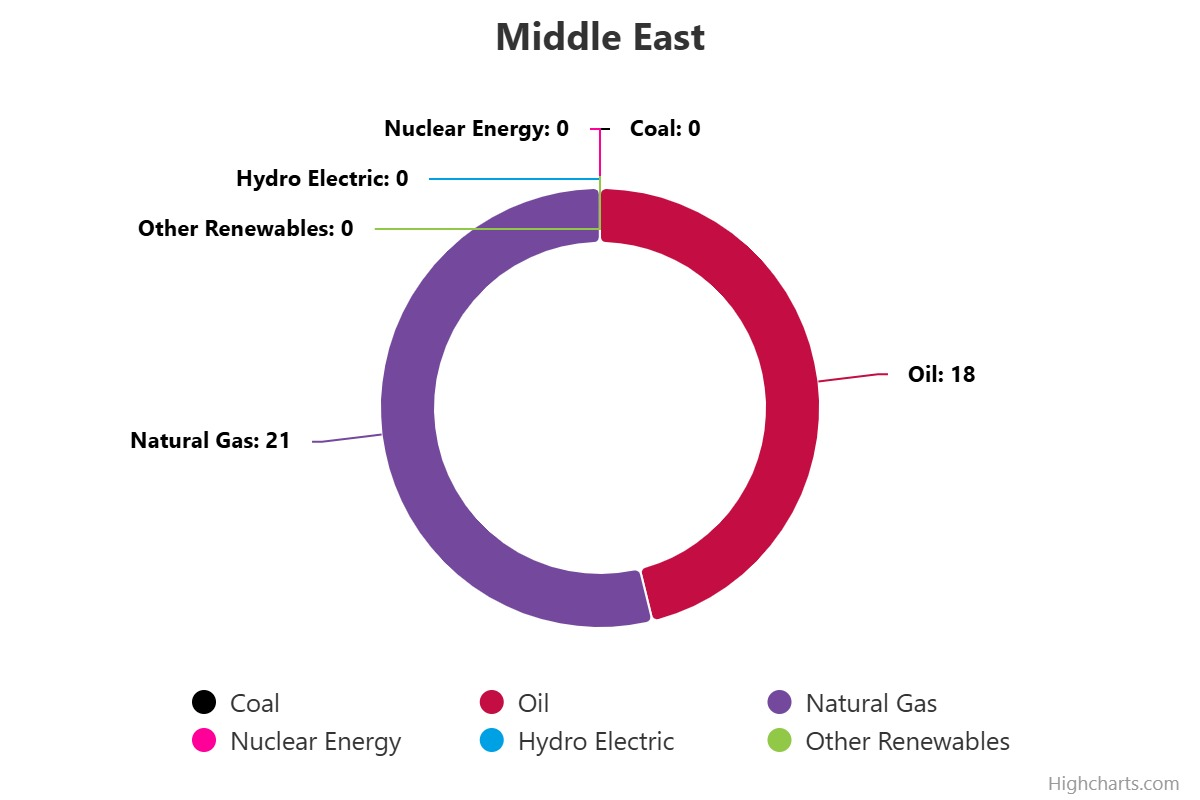 Middle East
Nuclear Energy: 0
Coal: 0
Hydro Electric: 0
Other Renewables: 0
Oil: 18
Natural Gas: 21
Coal
Oil
Natural Gas
Nuclear Energy
Hydro Electric
Other Renewables
Highcharts.com